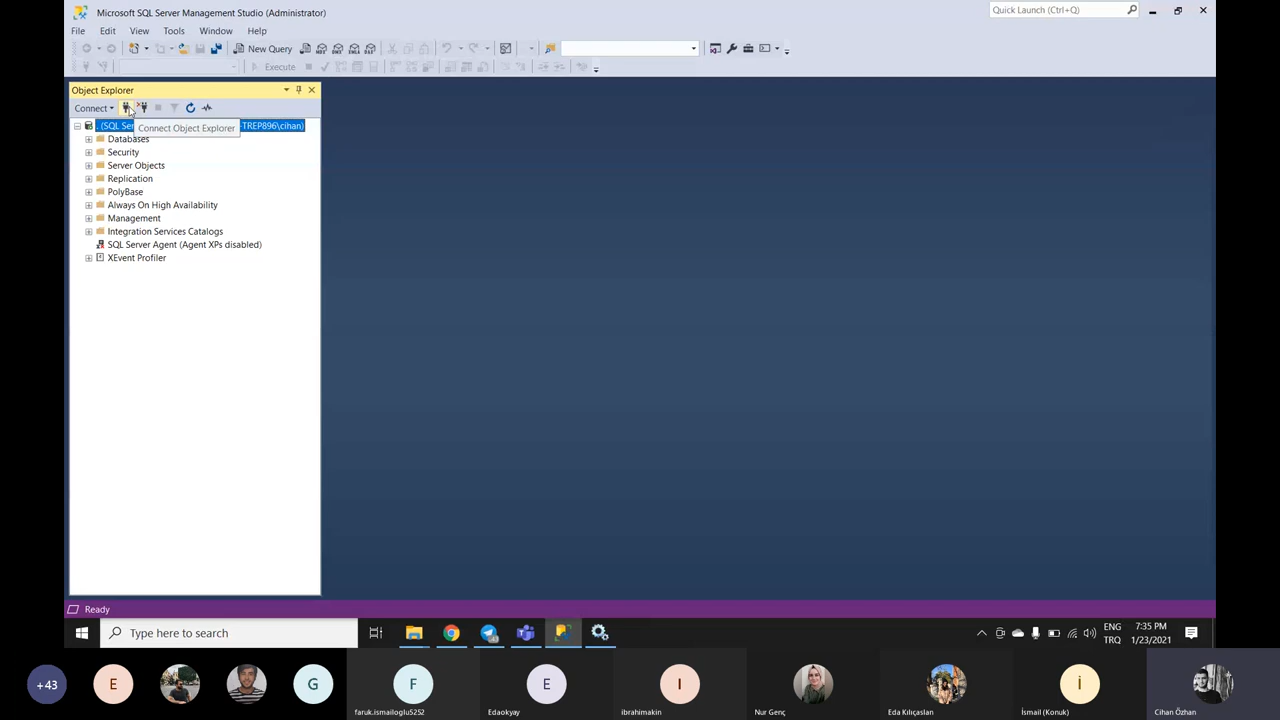 Microsoft SQL Server Management Studio (Administrator)
Quick Launch (Ctrl+Q)
File Edit View Tools Window Help
New Query
Execute
Object Explorer
Connect
. (SQL Ser TREP896\cihan)
Connect Object Explorer
Databases
Security
Server Objects
Replication
PolyBase
Always On High Availability
Management
Integration Services Catalogs
SQL Server Agent (Agent XPs disabled)
XEvent Profiler
Ready
Type here to search
ENG
TRQ
7:35 PM
1/23/2021
+43
E
G
F
E
I
İ
faruk.ismailoglu5252
Edaokyay
ibrahimakin
Nur Genç
Eda Kılıçaslan
İsmail (Konuk)
Cihan Özhan